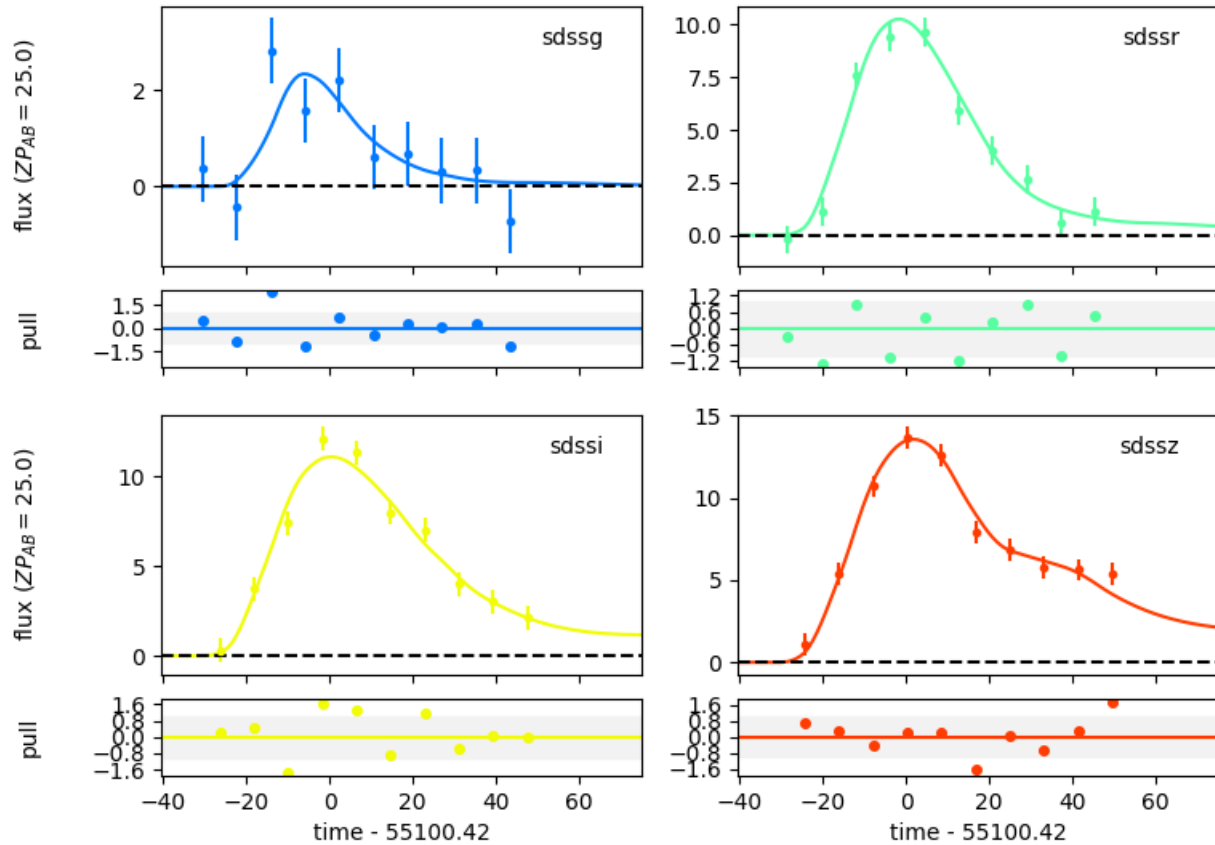 sdssg
sdssr
flux (ZP_AB = 25.0)
2
0
10.0
7.5
5.0
2.5
0.0
pull
1.5
0.0
−1.5
1.2
0.6
0.0
−0.6
−1.2
sdssi
sdssz
flux (ZP_AB = 25.0)
10
5
0
15
10
5
0
pull
1.6
0.8
0.0
−0.8
−1.6
1.6
0.8
0.0
−0.8
−1.6
−40 −20 0 20 40 60
−40 −20 0 20 40 60
time - 55100.42
time - 55100.42